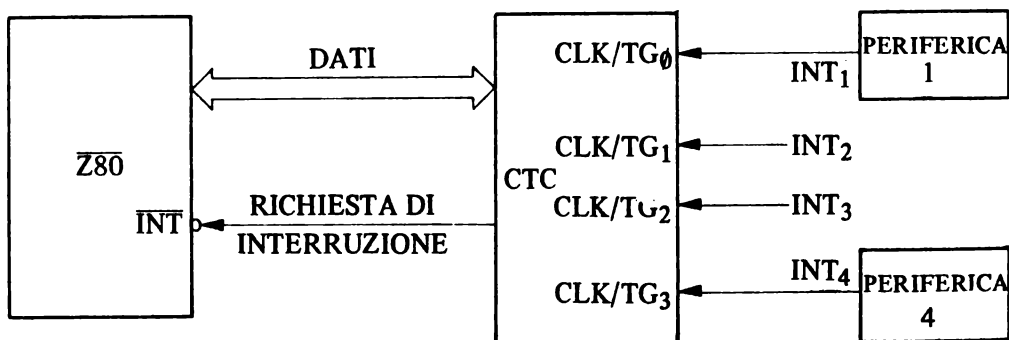 DATI
Z80
INT
RICHIESTA DI
INTERRUZIONE
CTC
CLK/TG0
CLK/TG1
CLK/TG2
CLK/TG3
INT1
INT2
INT3
INT4
PERIFERICA
1
PERIFERICA
4